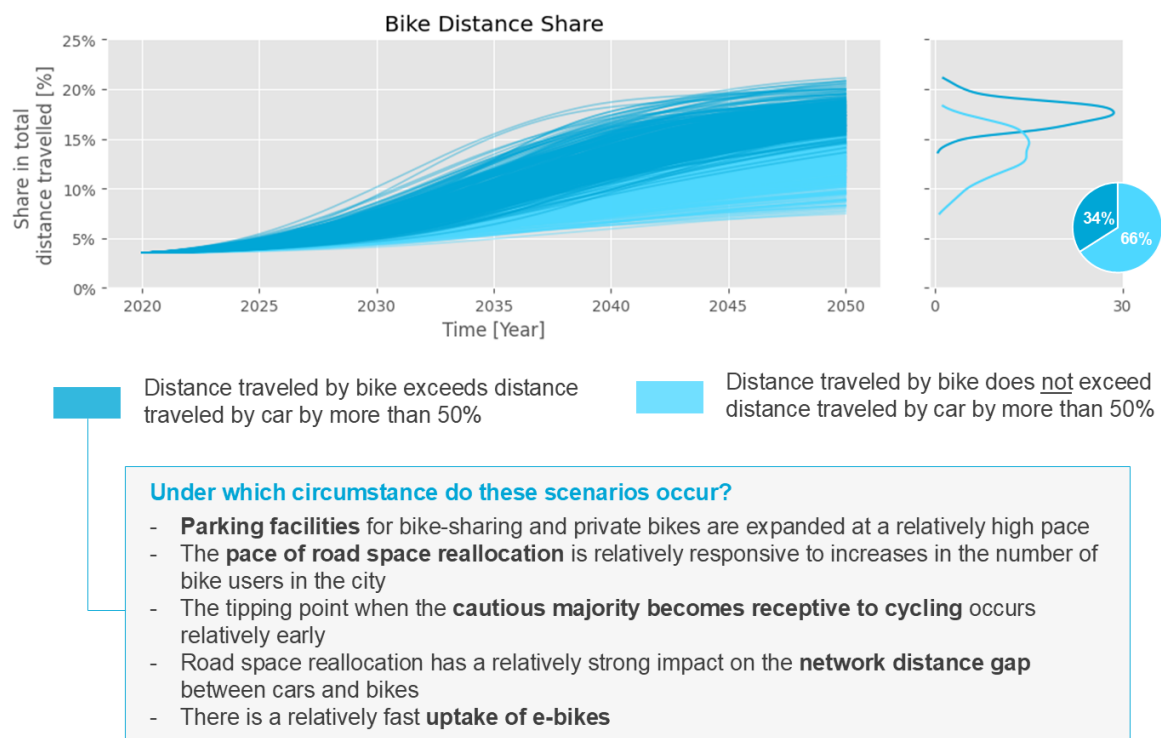 Bike Distance Share
Share in total
distance travelled [%]
25%
20%
15%
10%
5%
0%
2020 2025 2030 2035 2040 2045 2050
Time [Year]
34%
66%
0 30
Distance traveled by bike exceeds distance
traveled by car by more than 50%
Distance traveled by bike does not exceed
distance traveled by car by more than 50%
Under which circumstance do these scenarios occur?
- Parking facilities for bike-sharing and private bikes are expanded at a relatively high pace
- The pace of road space reallocation is relatively responsive to increases in the number of
bike users in the city
- The tipping point when the cautious majority becomes receptive to cycling occurs
relatively early
- Road space reallocation has a relatively strong impact on the network distance gap
between cars and bikes
- There is a relatively fast uptake of e-bikes